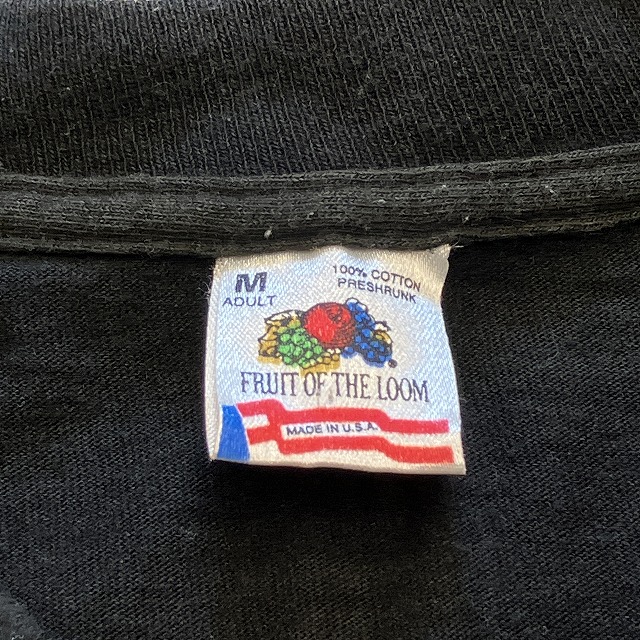 M
ADULT
100% COTTON
PRESHRUNK
FRUIT OF THE LOOM
MADE IN U.S.A.